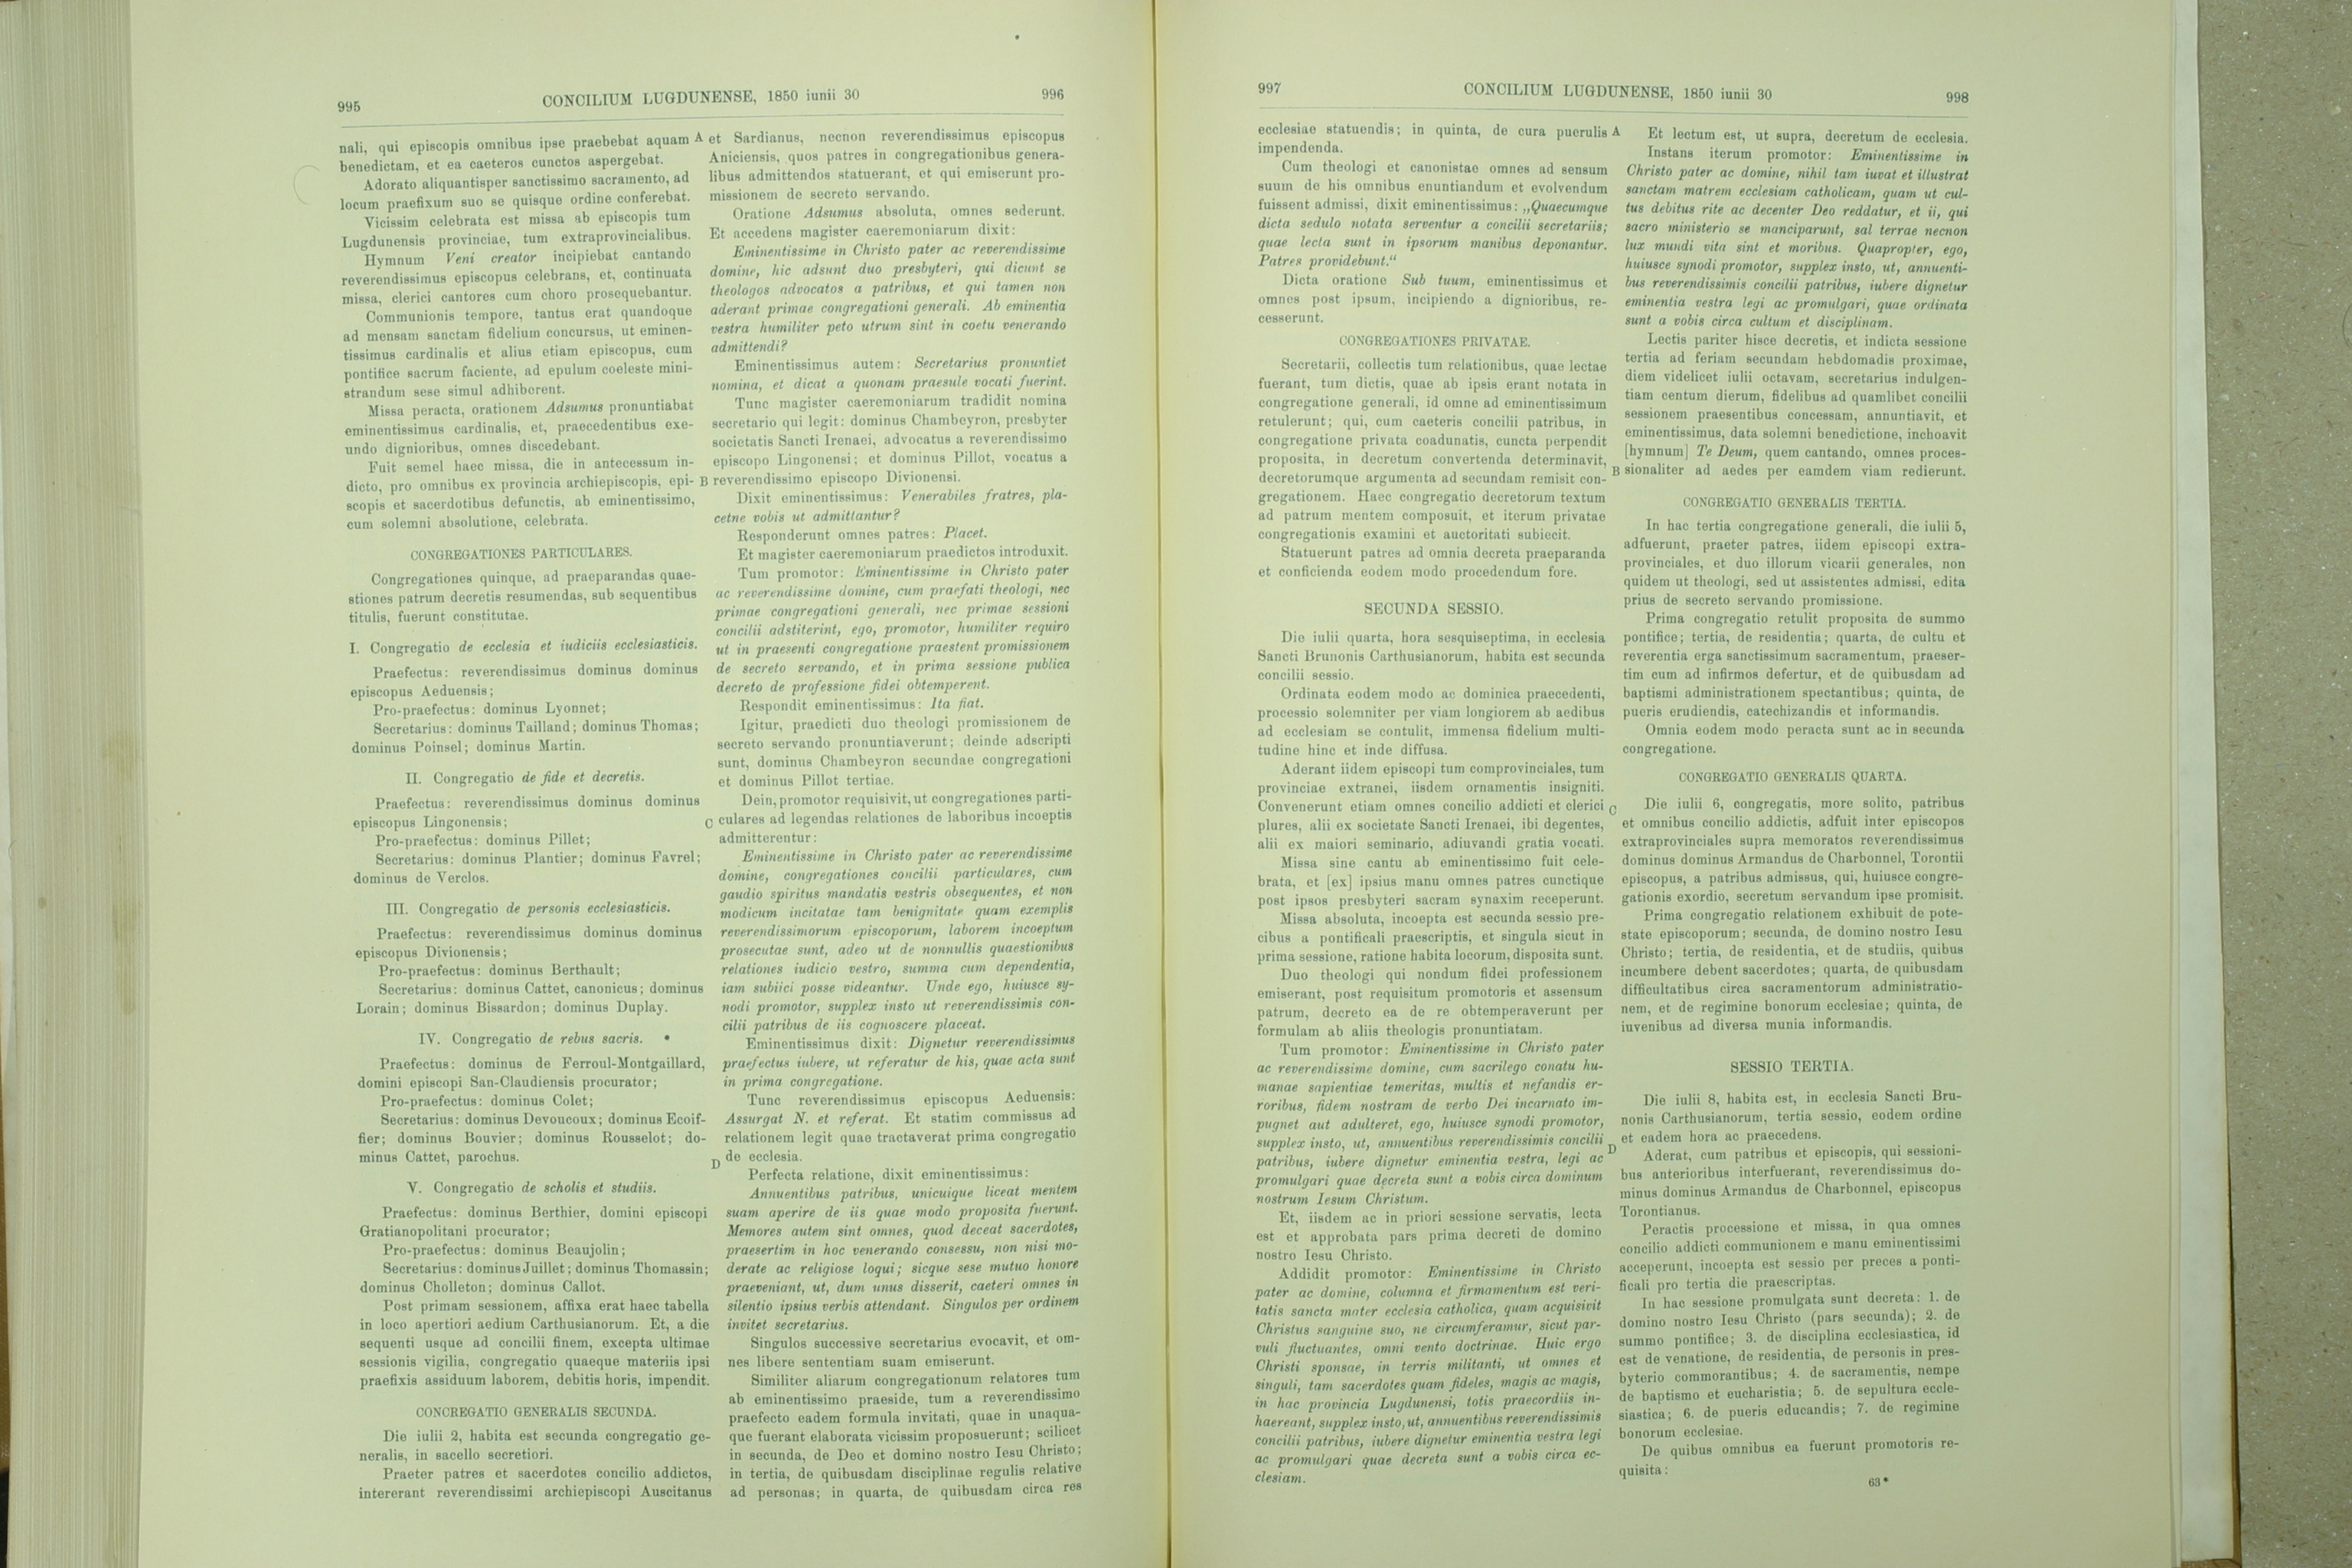 995
CONCILIUM LUGDUNENSE, 1850 iunii 30
996
nali, qui episcopis omnibus ipse praebebat aquam
benedictam, et ea caeteros cunctos aspergebat.
Adorato aliquantisper sanctissimo sacramento, ad
locum praefixum suo se quisque ordine conferebat.
Vicissim celebrata est missa ab episcopis tum
Lugdunensis provinciae, tum extraprovincialibus.
Hymnum Veni creator incipiebat cantando
reverendissimus episcopus celebrans, et, continuata
missa, clerici cantores cum choro prosequebantur.
Communionis tempore, tantus erat quandoque
ad mensam sanctam fidelium concursus, ut eminen-
tissimus cardinalis et alius etiam episcopus, cum
pontifice sacrum faciente, ad epulum coeleste mini-
strandum sese simul adhiberent.
Missa peracta, orationem Adsumus pronuntiabat
eminentissimus cardinalis, et, praecedentibus exe-
undo dignioribus, omnes discedebant.
Fuit semel haec missa, die in antecessum in-
dicto, pro omnibus ex provincia archiepiscopis, epi-
scopis et sacerdotibus defunctis, ab eminentissimo,
cum solemni absolutione, celebrata.
CONGREGATIONES PARTICULARES.
Congregationes quinque, ad praeparandas quae-
stiones patrum decretis resumendas, sub sequentibus
titulis, fuerunt constitutae.
I. Congregatio de ecclesia et iudiciis ecclesiasticis.
Praefectus: reverendissimus dominus dominus
episcopus Aeduensis;
Pro-praefectus: dominus Lyonnet;
Secretarius: dominus Tailland; dominus Thomas;
dominus Poinsel; dominus Martin.
II. Congregatio de fide et decretis.
Praefectus: reverendissimus dominus dominus
episcopus Lingonensis;
Pro-praefectus: dominus Pillet;
Secretarius: dominus Plantier; dominus Favrel;
dominus de Verclos.
III. Congregatio de personis ecclesiasticis.
Praefectus: reverendissimus dominus dominus
episcopus Divionensis;
Pro-praefectus: dominus Berthault;
Secretarius: dominus Cattet, canonicus; dominus
Lorain; dominus Bissardon; dominus Duplay.
IV. Congregatio de rebus sacris.
Praefectus: dominus de Ferroul-Montgaillard,
domini episcopi San-Claudiensis procurator;
Pro-praefectus: dominus Colet;
Secretarius: dominus Devoucoux; dominus Ecoif-
fier; dominus Bouvier; dominus Rousselot; do-
minus Cattet, parochus.
V. Congregatio de scholis et studiis.
Praefectus: dominus Berthier, domini episcopi
Gratianopolitani procurator;
Pro-praefectus: dominus Beaujolin;
Secretarius: dominus Juillet; dominus Thomassin;
dominus Cholleton; dominus Callot.
Post primam sessionem, affixa erat haec tabella
in loco apertiori aedium Carthusianorum. Et, a die
sequenti usque ad concilii finem, excepta ultimae
sessionis vigilia, congregatio quaeque materiis ipsi
praefixis assiduum laborem, debitis horis, impendit.
CONCREGATIO GENERALIS SECUNDA.
Die iulii 2, habita est secunda congregatio ge-
neralis, in sacello secretiori.
Praeter patres et sacerdotes concilio addictos,
intererant reverendissimi archiepiscopi Auscitanus
A
B
C
D
et Sardianus, necnon reverendissimus episcopus
Aniciensis, quos patres in congregationibus genera-
libus admittendos statuerant, et qui emiserunt pro-
missionem de secreto servando.
Oratione Adsumus absoluta, omnes sederunt.
Et accedens magister caeremoniarum dixit:
Eminentissime in Christo pater ac reverendissime
domine, hic adsunt duo presbyteri, qui dicunt se
theologos advocatos a patribus, et qui tamen non
aderant primae congregationi generali. Ab eminentia
vestra humiliter peto utrum sint in coetu venerando
admittendi?
Eminentissimus autem: Secretarius pronuntiet
nomina, et dicat a quonam praesule vocati fuerint.
Tunc magister caeremoniarum tradidit nomina
secretario qui legit: dominus Chambeyron, presbyter
societatis Sancti Irenaei, advocatus a reverendissimo
episcopo Lingonensi; et dominus Pillot, vocatus a
reverendissimo episcopo Divionensi.
Dixit eminentissimus: Venerabiles fratres, pla-
cetne vobis ut admittantur?
Responderunt omnes patres: Placet.
Et magister caeremoniarum praedictos introduxit.
Tum promotor: Eminentissime in Christo pater
ac reverendissime domine, cum praefati theologi, nec
primae congregationi generali, nec primae sessioni
concilii adstiterint, ego, promotor, humiliter requiro
ut in praesenti congregatione praestent promissionem
de secreto servando, et in prima sessione publica
decreto de professione fidei obtemperent.
Respondit eminentissimus: Ita fiat.
Igitur, praedicti duo theologi promissionem de
secreto servando pronuntiaverunt; deinde adscripti
sunt, dominus Chambeyron secundae congregationi
et dominus Pillot tertiae.
Dein, promotor requisivit, ut congregationes parti-
culares ad legendas relationes de laboribus incoeptis
admitterentur:
Eminentissime in Christo pater ac reverendissime
domine, congregationes concilii particulares, cum
gaudio spiritus mandatis vestris obsequentes, et non
modicum incitatae tam benignitate quam exemplis
reverendissimorum episcoporum, laborem incoeptum
prosecutae sunt, adeo ut de nonnullis quaestionibus
relationes iudicio vestro, summa cum dependentia,
iam subiici posse videantur. Unde ego, huiusce sy-
nodi promotor, supplex insto ut reverendissimis con-
cilii patribus de iis cognoscere placeat.
Eminentissimus dixit: Dignetur reverendissimus
praefectus iubere, ut referatur de his, quae acta sunt
in prima congregatione.
Tunc reverendissimus episcopus Aeduensis:
Assurgat N. et referat. Et statim commissus ad
relationem legit quae tractaverat prima congregatio
de ecclesia.
Perfecta relatione, dixit eminentissimus:
Annuentibus patribus, unicuique liceat mentem
suam aperire de iis quae modo proposita fuerunt.
Memores autem sint omnes, quod deceat sacerdotes,
praesertim in hoc venerando consessu, non nisi mo-
derate ac religiose loqui; sicque sese mutuo honore
praeveniant, ut, dum unus disserit, caeteri omnes in
silentio ipsius verbis attendant. Singulos per ordinem
invitet secretarius.
Singulos successive secretarius evocavit, et om-
nes libere sententiam suam emiserunt.
Similiter aliarum congregationum relatores tum
ab eminentissimo praeside, tum a reverendissimo
praefecto eadem formula invitati, quae in unaqua-
que fuerant elaborata vicissim proposuerunt; scilicet
in secunda, de Deo et domino nostro Iesu Christo;
in tertia, de quibusdam disciplinae regulis relative
ad personas; in quarta, de quibusdam circa res
997
CONCILIUM LUGDUNENSE, 1850 iunii 30
998
ecclesiae statuendis; in quinta, de cura puerulis
impendenda.
Cum theologi et canonistae omnes ad sensum
suum de his omnibus enuntiandum et evolvendum
fuissent admissi, dixit eminentissimus: „Quaecumque
dicta sedulo notata serventur a concilii secretariis;
quae lecta sunt in ipsorum manibus deponantur.
Patres providebunt.“
Dicta oratione Sub tuum, eminentissimus et
omnes post ipsum, incipiendo a dignioribus, re-
cesserunt.
CONGREGATIONES PRIVATAE.
Secretarii, collectis tum relationibus, quae lectae
fuerant, tum dictis, quae ab ipsis erant notata in
congregatione generali, id omne ad eminentissimum
retulerunt; qui, cum caeteris concilii patribus, in
congregatione privata coadunatis, cuncta perpendit
proposita, in decretum convertenda determinavit,
decretorumque argumenta ad secundam remisit con-
gregationem. Haec congregatio decretorum textum
ad patrum mentem composuit, et iterum privatae
congregationis examini et auctoritati subiecit.
Statuerunt patres ad omnia decreta praeparanda
et conficienda eodem modo procedendum fore.
SECUNDA SESSIO.
Die iulii quarta, hora sesquiseptima, in ecclesia
Sancti Brunonis Carthusianorum, habita est secunda
concilii sessio.
Ordinata eodem modo ac dominica praecedenti,
processio solemniter per viam longiorem ab aedibus
ad ecclesiam se contulit, immensa fidelium multi-
tudine hinc et inde diffusa.
Aderant iidem episcopi tum comprovinciales, tum
provinciae extranei, iisdem ornamentis insigniti.
Convenerunt etiam omnes concilio addicti et clerici
plures, alii ex societate Sancti Irenaei, ibi degentes,
alii ex maiori seminario, adiuvandi gratia vocati.
Missa sine cantu ab eminentissimo fuit cele-
brata, et [ex] ipsius manu omnes patres cunctique
post ipsos presbyteri sacram synaxim receperunt.
Missa absoluta, incoepta est secunda sessio pre-
cibus a pontificali praescriptis, et singula sicut in
prima sessione, ratione habita locorum, disposita sunt.
Duo theologi qui nondum fidei professionem
emiserant, post requisitum promotoris et assensum
patrum, decreto ea de re obtemperaverunt per
formulam ab aliis theologis pronuntiatam.
Tum promotor: Eminentissime in Christo pater
ac reverendissime domine, cum sacrilego conatu hu-
manae sapientiae temeritas, multis et nefandis er-
roribus, fidem nostram de verbo Dei incarnato im-
pugnet aut adulteret, ego, huiusce synodi promotor,
supplex insto, ut, annuentibus reverendissimis concilii
patribus, iubere dignetur eminentia vestra, legi ac
promulgari quae decreta sunt a vobis circa dominum
nostrum Iesum Christum.
Et, iisdem ac in priori sessione servatis, lecta
est et approbata pars prima decreti de domino
nostro Iesu Christo.
Addidit promotor: Eminentissime in Christo
pater ac domine, columna et firmamentum est veri-
tatis sancta mater ecclesia catholica, quam acquisivit
Christus sanguine suo, ne circumferamur, sicut par-
vuli fluctuantes, omni vento doctrinae. Huic ergo
Christi sponsae, in terris militanti, ut omnes et
singuli, tam sacerdotes quam fideles, magis ac magis,
in hac provincia Lugdunensi, totis praecordiis in-
haereant, supplex insto, ut, annuentibus reverendissimis
concilii patribus, iubere dignetur eminentia vestra legi
ac promulgari quae decreta sunt a vobis circa ec-
clesiam.
A
B
C
D
Et lectum est, ut supra, decretum de ecclesia.
Instans iterum promotor: Eminentissime in
Christo pater ac domine, nihil tam iuvat et illustrat
sanctam matrem ecclesiam catholicam, quam ut cul-
tus debitus rite ac decenter Deo reddatur, et ii, qui
sacro ministerio se manciparunt, sal terrae necnon
lux mundi vita sint et moribus. Quapropter, ego,
huiusce synodi promotor, supplex insto, ut, annuenti-
bus reverendissimis concilii patribus, iubere dignetur
eminentia vestra legi ac promulgari, quae ordinata
sunt a vobis circa cultum et disciplinam.
Lectis pariter hisce decretis, et indicta sessione
tertia ad feriam secundam hebdomadis proximae,
diem videlicet iulii octavam, secretarius indulgen-
tiam centum dierum, fidelibus ad quamlibet concilii
sessionem praesentibus concessam, annuntiavit, et
eminentissimus, data solemni benedictione, inchoavit
[hymnum] Te Deum, quem cantando, omnes proces-
sionaliter ad aedes per eamdem viam redierunt.
CONGREGATIO GENERALIS TERTIA.
In hac tertia congregatione generali, die iulii 5,
adfuerunt, praeter patres, iidem episcopi extra-
provinciales, et duo illorum vicarii generales, non
quidem ut theologi, sed ut assistentes admissi, edita
prius de secreto servando promissione.
Prima congregatio retulit proposita de summo
pontifice; tertia, de residentia; quarta, de cultu et
reverentia erga sanctissimum sacramentum, praeser-
tim cum ad infirmos defertur, et de quibusdam ad
baptismi administrationem spectantibus; quinta, de
pueris erudiendis, catechizandis et informandis.
Omnia eodem modo peracta sunt ac in secunda
congregatione.
CONGREGATIO GENERALIS QUARTA.
Die iulii 6, congregatis, more solito, patribus
et omnibus concilio addictis, adfuit inter episcopos
extraprovinciales supra memoratos reverendissimus
dominus dominus Armandus de Charbonnel, Torontii
episcopus, a patribus admissus, qui, huiusce congre-
gationis exordio, secretum servandum ipse promisit.
Prima congregatio relationem exhibuit de pote-
state episcoporum; secunda, de domino nostro Iesu
Christo; tertia, de residentia, et de studiis, quibus
incumbere debent sacerdotes; quarta, de quibusdam
difficultatibus circa sacramentorum administratio-
nem, et de regimine bonorum ecclesiae; quinta, de
iuvenibus ad diversa munia informandis.
SESSIO TERTIA.
Die iulii 8, habita est, in ecclesia Sancti Bru-
nonis Carthusianorum, tertia sessio, eodem ordine
et eadem hora ac praecedens.
Aderat, cum patribus et episcopis, qui sessioni-
bus anterioribus interfuerant, reverendissimus do-
minus dominus Armandus de Charbonnel, episcopus
Torontianus.
Peractis processione et missa, in qua omnes
concilio addicti communionem e manu eminentissimi
acceperunt, incoepta est sessio per preces a ponti-
ficali pro tertia die praescriptas.
In hac sessione promulgata sunt decreta: 1. de
domino nostro Iesu Christo (pars secunda); 2. de
summo pontifice; 3. de disciplina ecclesiastica, id
est de venatione, de residentia, de personis in pres-
byterio commorantibus; 4. de sacramentis, nempe
de baptismo et eucharistia; 5. de sepultura eccle-
siastica; 6. de pueris educandis; 7. de regimine
bonorum ecclesiae.
De quibus omnibus ea fuerunt promotoris re-
quisita:
63*